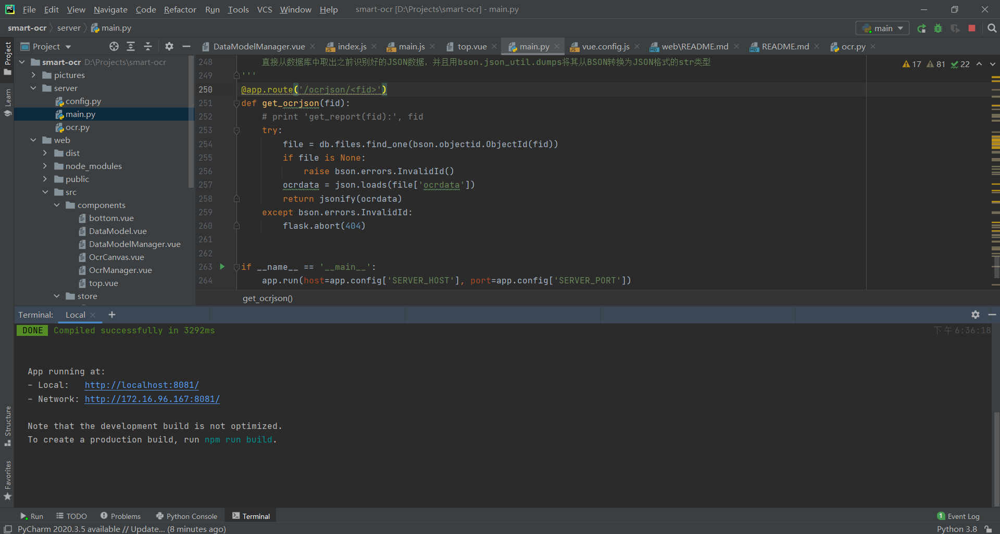 File Edit View Navigate Code Refactor Run Tools VCS Window Help smart-ocr [D:\Projects\smart-ocr] - main.py
smart-ocr server main.py main
Project DataModelManager.vue index.js main.js top.vue main.py vue.config.js web\README.md README.md ocr.py
Project
Learn
Structure
Favorites
smart-ocr D:\Projects\smart-ocr
pictures
server
config.py
main.py
ocr.py
web
dist
node_modules
public
src
components
bottom.vue
DataModel.vue
DataModelManager.vue
OcrCanvas.vue
OcrManager.vue
top.vue
store
17 81 22
248 直接从数据库中取出之前识别好的JSON数据，并且用bson.json_util.dumps将其从BSON转换为JSON格式的str类型
249 '''
250 @app.route('/ocrjson/<fid>')
251 def get_ocrjson(fid):
252 # print 'get_report(fid):', fid
253 try:
254 file = db.files.find_one(bson.objectid.ObjectId(fid))
255 if file is None:
256 raise bson.errors.InvalidId()
257 ocrdata = json.loads(file['ocrdata'])
258 return jsonify(ocrdata)
259 except bson.errors.InvalidId:
260 flask.abort(404)
261
262
263 if __name__ == '__main__':
264 app.run(host=app.config['SERVER_HOST'], port=app.config['SERVER_PORT'])
get_ocrjson()
Terminal: Local
DONE Compiled successfully in 3292ms 下午6:36:18
App running at:
- Local: http://localhost:8081/
- Network: http://172.16.96.167:8081/
Note that the development build is not optimized.
To create a production build, run npm run build.
Run TODO Problems Python Console Terminal 1 Event Log
PyCharm 2020.3.5 available // Update... (8 minutes ago) Python 3.8